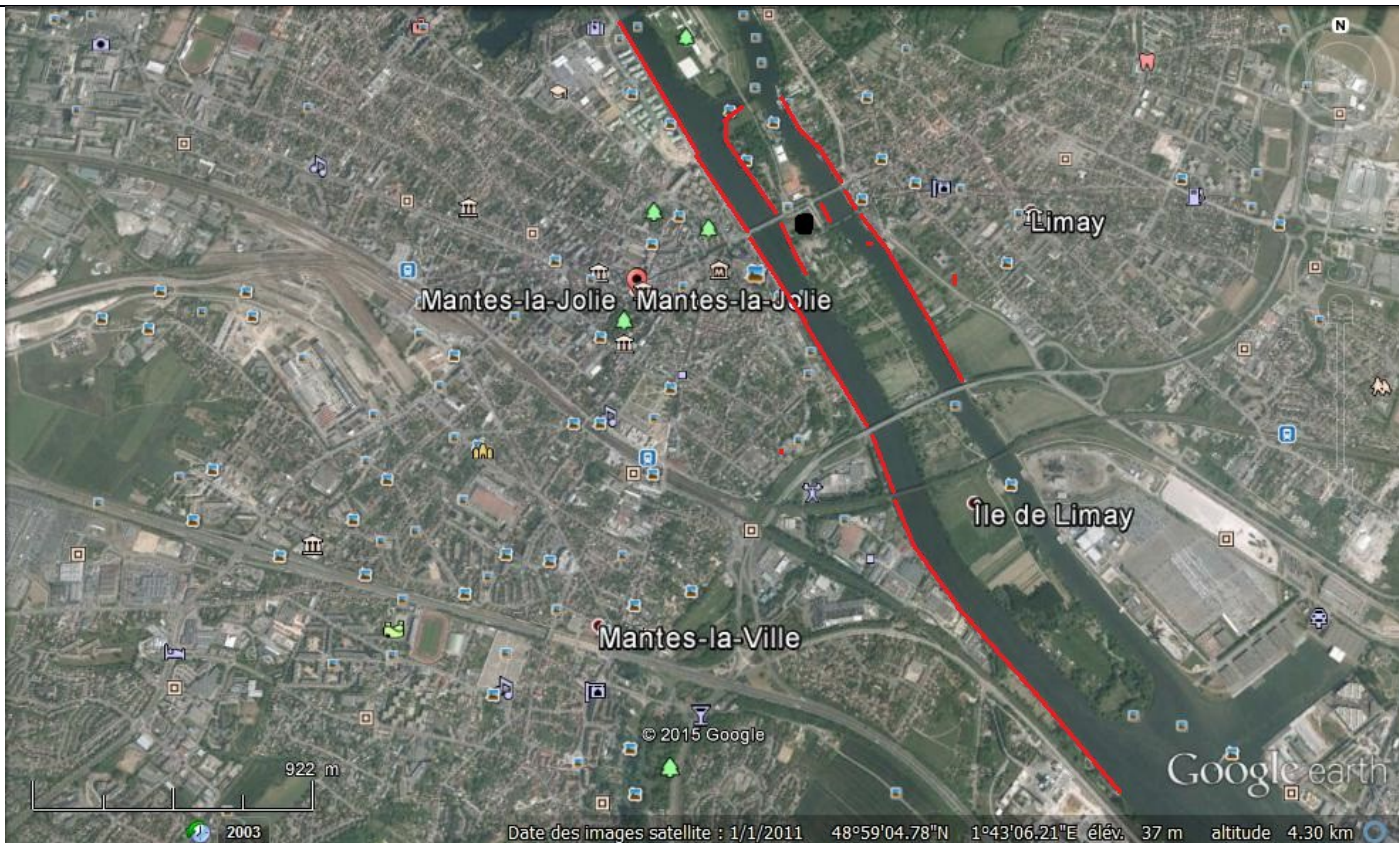 N
Limay
Mantes-la-Jolie Mantes-la-Jolie
Île de Limay
Mantes-la-Ville
© 2015 Google
922 m
Google earth
2003
Date des images satellite : 1/1/2011 48°59'04.78"N 1°43'06.21"E élév. 37 m altitude 4.30 km